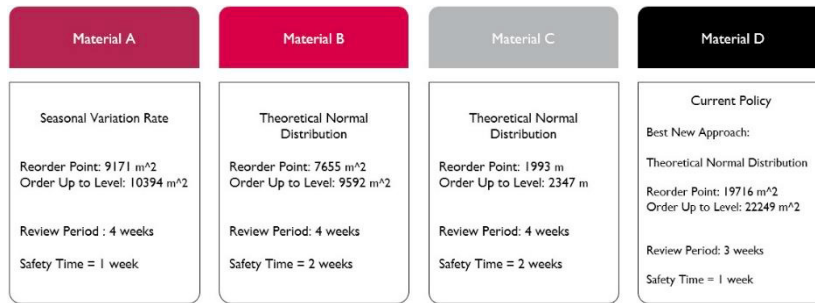 Material A
Seasonal Variation Rate
Reorder Point: 9171 m^2
Order Up to Level: 10394 m^2
Review Period : 4 weeks
Safety Time = 1 week
Material B
Theoretical Normal
Distribution
Reorder Point: 7655 m^2
Order Up to Level: 9592 m^2
Review Period: 4 weeks
Safety Time = 2 weeks
Material C
Theoretical Normal
Distribution
Reorder Point: 1993 m
Order Up to Level: 2347 m
Review Period: 4 weeks
Safety Time = 2 weeks
Material D
Current Policy
Best New Approach:
Theoretical Normal Distribution
Reorder Point: 19716 m^2
Order Up to Level: 22249 m^2
Review Period: 3 weeks
Safety Time = 1 week